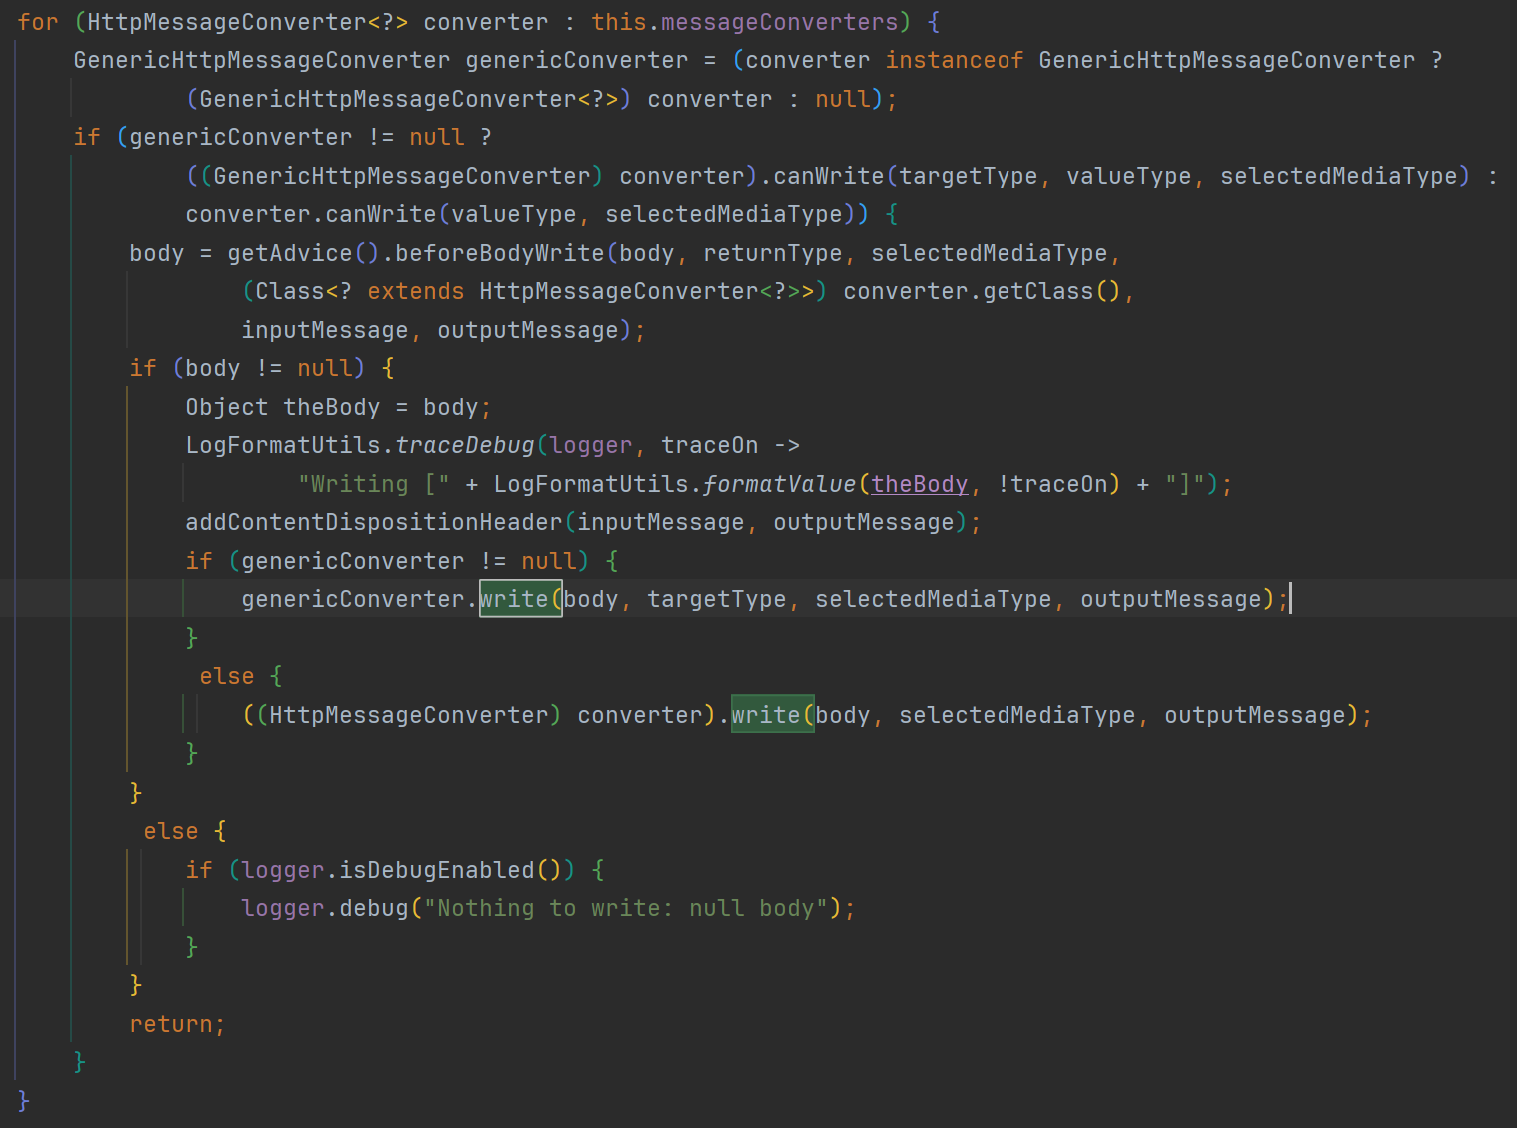 for (HttpMessageConverter<?> converter : this.messageConverters) {
    GenericHttpMessageConverter genericConverter = (converter instanceof GenericHttpMessageConverter ?
            (GenericHttpMessageConverter<?>) converter : null);
    if (genericConverter != null ?
            ((GenericHttpMessageConverter) converter).canWrite(targetType, valueType, selectedMediaType) :
            converter.canWrite(valueType, selectedMediaType)) {
        body = getAdvice().beforeBodyWrite(body, returnType, selectedMediaType,
                (Class<? extends HttpMessageConverter<?>>) converter.getClass(),
                inputMessage, outputMessage);
        if (body != null) {
            Object theBody = body;
            LogFormatUtils.traceDebug(logger, traceOn ->
                    "Writing [" + LogFormatUtils.formatValue(theBody, !traceOn) + "]");
            addContentDispositionHeader(inputMessage, outputMessage);
            if (genericConverter != null) {
                genericConverter.write(body, targetType, selectedMediaType, outputMessage);
            }
             else {
                ((HttpMessageConverter) converter).write(body, selectedMediaType, outputMessage);
            }
        }
         else {
            if (logger.isDebugEnabled()) {
                logger.debug("Nothing to write: null body");
            }
        }
        return;
    }
}